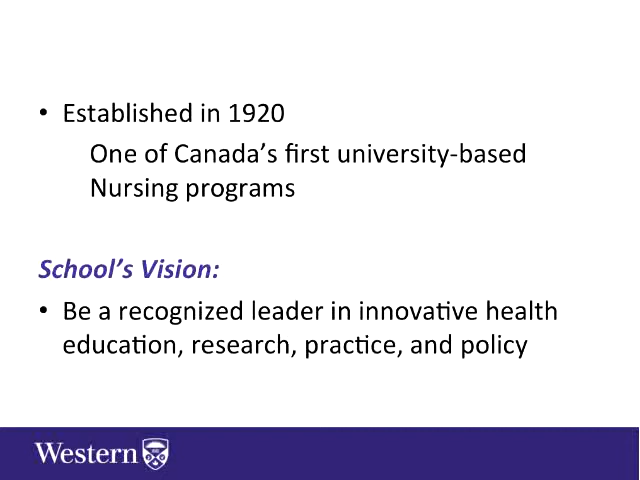 • Established in 1920
One of Canada's first university-based
Nursing programs
School's Vision:
• Be a recognized leader in innovative health
education, research, practice, and policy
Western